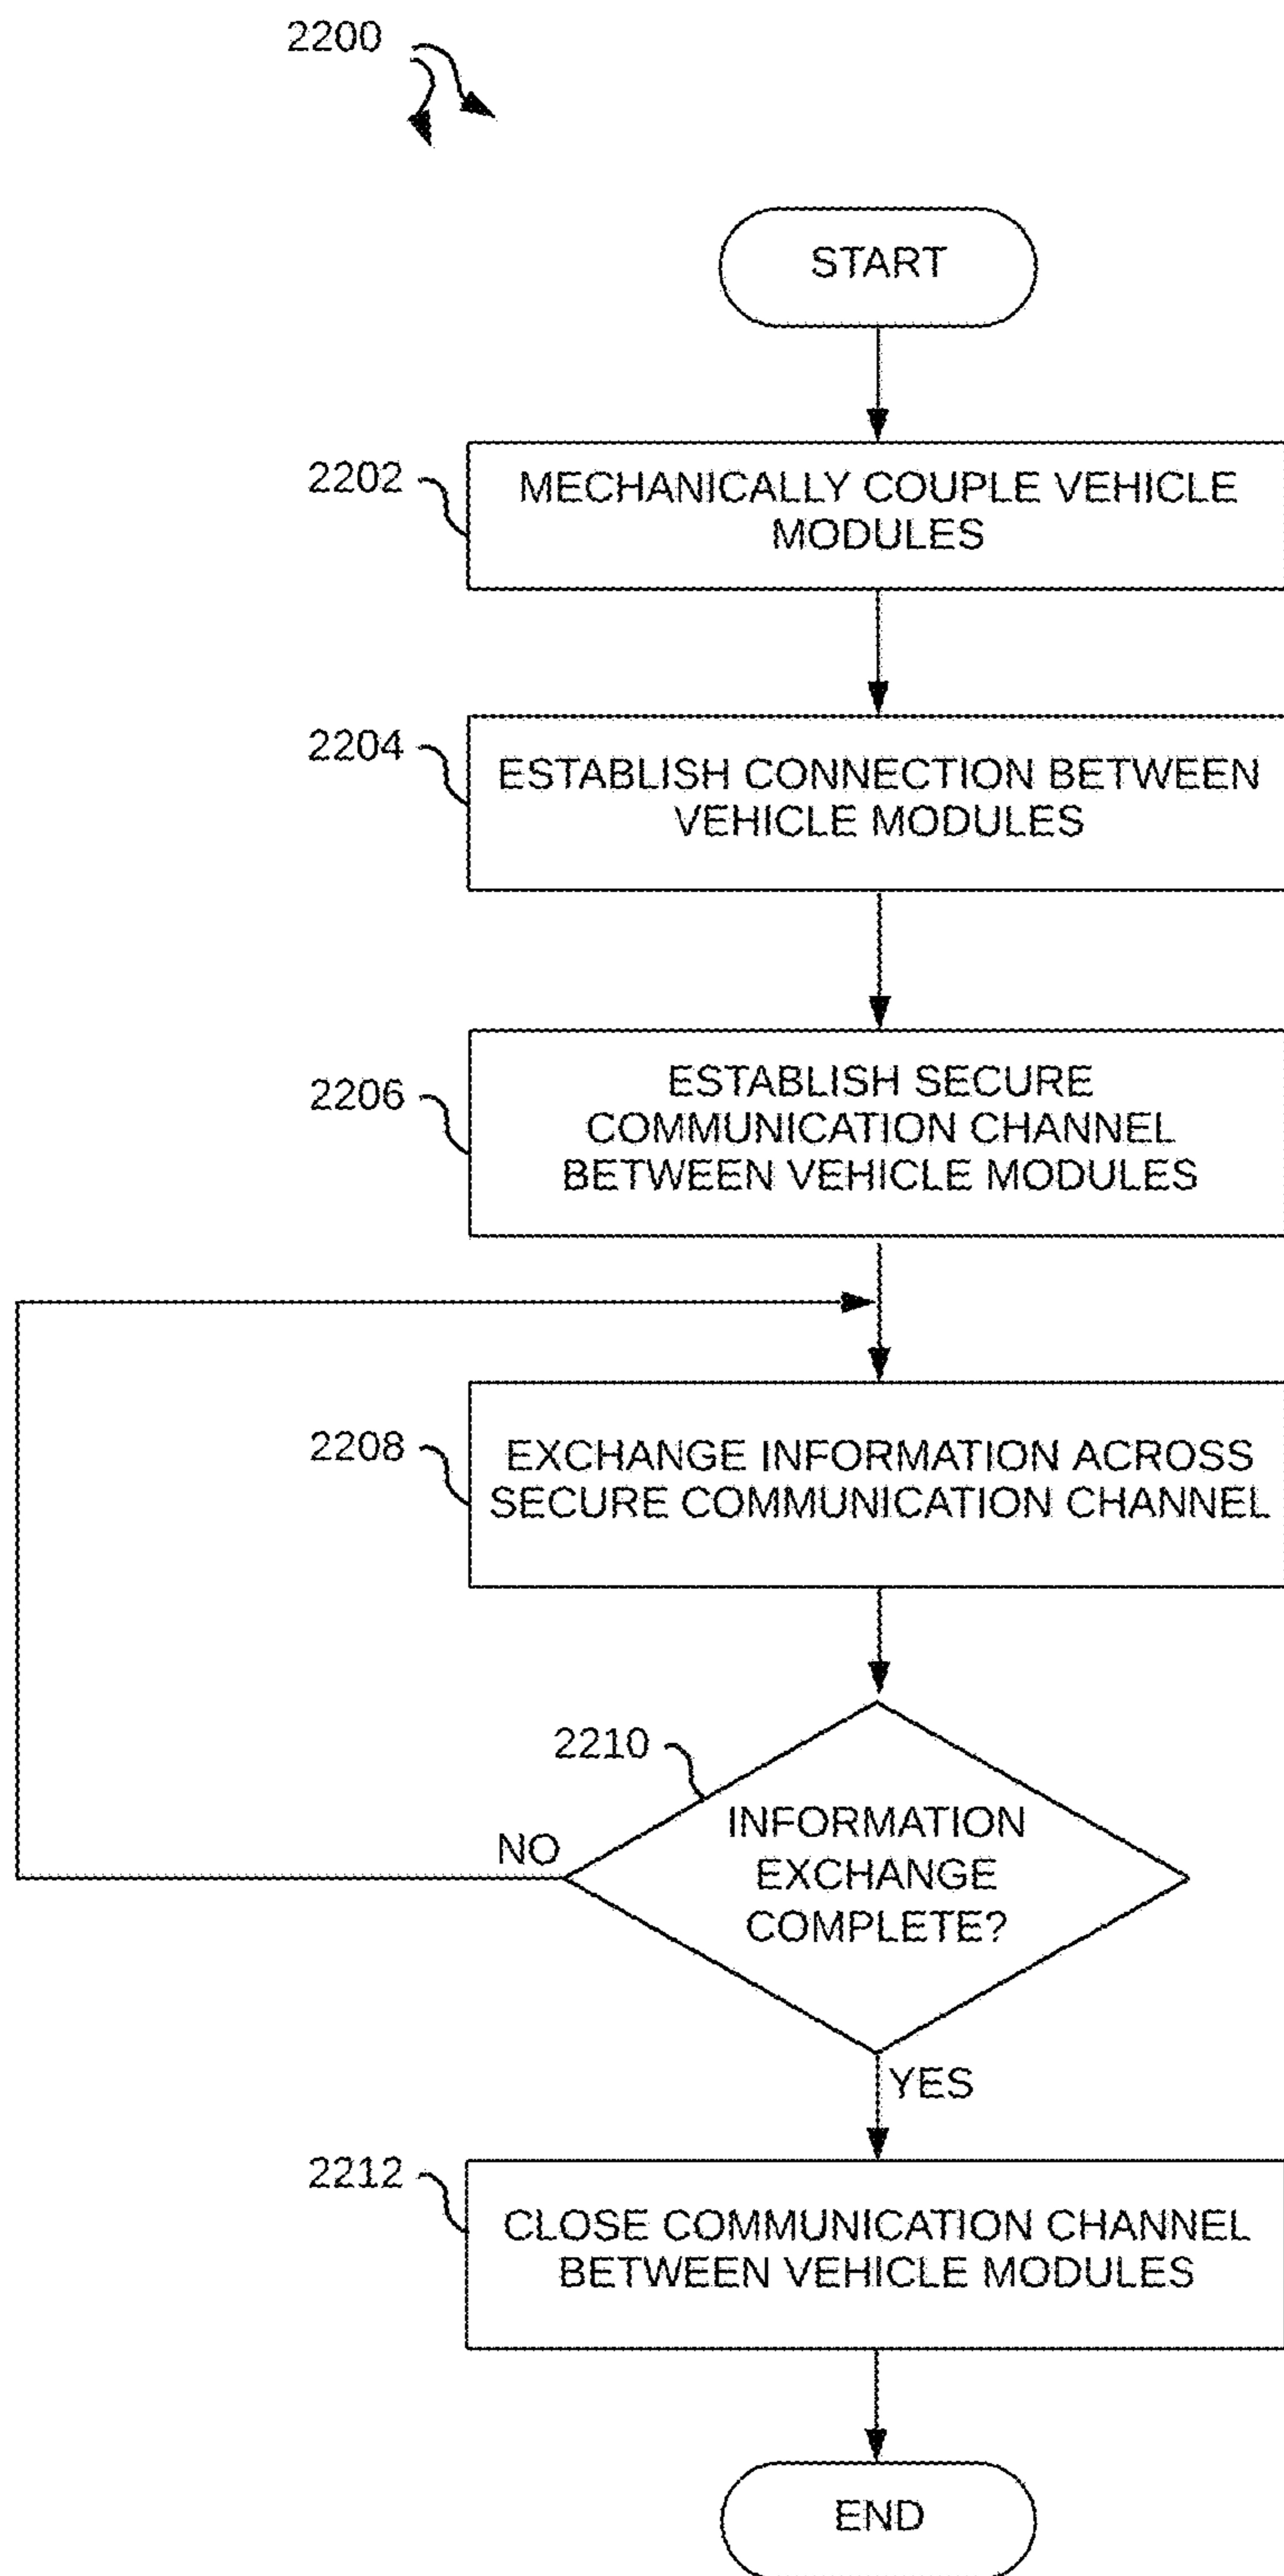 2200
START
2202
MECHANICALLY COUPLE VEHICLE
MODULES
2204
ESTABLISH CONNECTION BETWEEN
VEHICLE MODULES
2206
ESTABLISH SECURE
COMMUNICATION CHANNEL
BETWEEN VEHICLE MODULES
2208
EXCHANGE INFORMATION ACROSS
SECURE COMMUNICATION CHANNEL
2210
INFORMATION
EXCHANGE
COMPLETE?
NO
YES
2212
CLOSE COMMUNICATION CHANNEL
BETWEEN VEHICLE MODULES
END